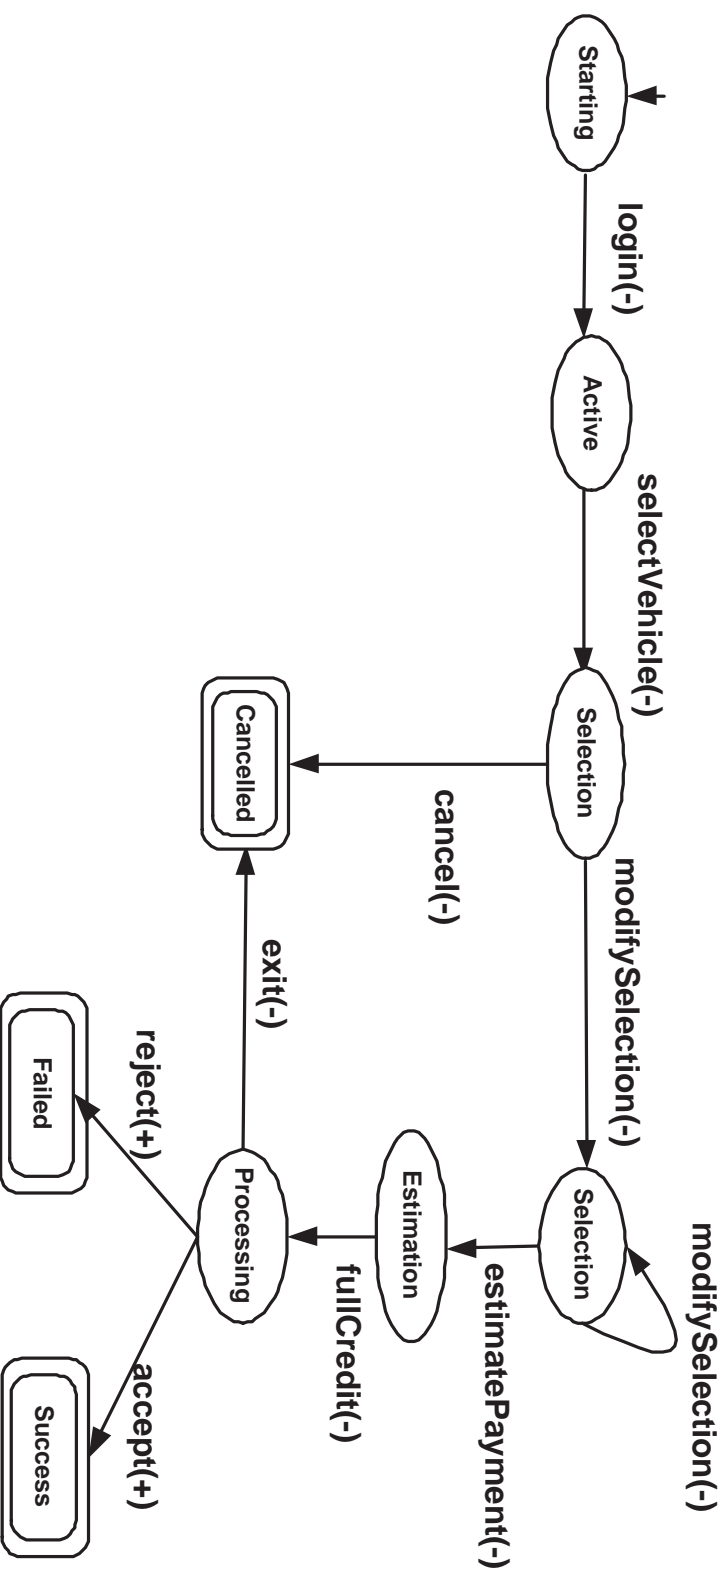 modifySelection(-)
login(-)
selectVehicle(-)
modifySelection(-)
Starting
Active
Selection
Selection
cancel(-)
estimatePayment(-)
Estimation
fullCredit(-)
Cancelled
exit(-)
Processing
reject(+)
accept(+)
Failed
Success